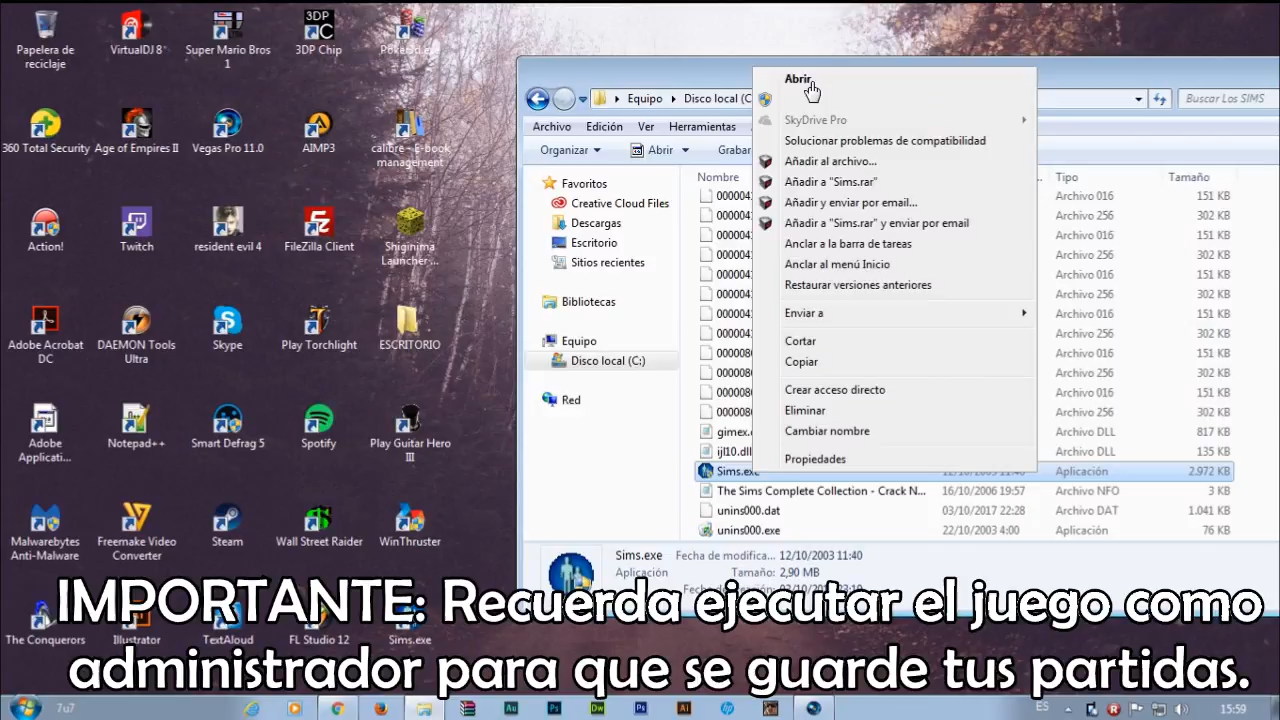 Papelera de
reciclaje
VirtualDJ 8
Super Mario Bros
1
3DP
C
3DP Chip
360 Total Security
Age of Empires II
Vegas Pro 11.0
AIMP3
calibre - E-book
management
Action!
Twitch
resident evil 4
FileZilla Client
Shiginima
Launcher ...
Adobe Acrobat
DC
DAEMON Tools
Ultra
Skype
Play Torchlight
ESCRITORIO
Adobe
Applicati...
Notepad++
Smart Defrag 5
Spotify
Play Guitar Hero
III
Malwarebytes
Anti-Malware
Freemake Video
Converter
Steam
Wall Street Raider
WinThruster
The Conquerors
Illustrator
TextAloud
FL Studio 12
Sims.exe
Equipo
Disco local (C
Buscar Los SIMS
Archivo Edición Ver Herramientas
Organizar Abrir Grabar
Favoritos
Creative Cloud Files
Descargas
Escritorio
Sitios recientes
Bibliotecas
Equipo
Disco local (C:)
Red
Nombre Tipo Tamaño
Archivo 016 151 KB
Archivo 256 302 KB
Archivo 016 151 KB
Archivo 256 302 KB
Archivo 016 151 KB
Archivo 256 302 KB
Archivo 016 151 KB
Archivo 256 302 KB
Archivo 016 151 KB
Archivo 256 302 KB
Archivo 016 151 KB
Archivo 256 302 KB
Archivo DLL 817 KB
ijl10.dll Archivo DLL 135 KB
Sims.exe 12/10/2003 11:40 Aplicación 2.972 KB
The Sims Complete Collection - Crack N... 16/10/2006 19:57 Archivo NFO 3 KB
unins000.dat 03/10/2017 22:28 Archivo DAT 1.041 KB
unins000.exe 22/10/2003 4:00 Aplicación 76 KB
Abrir
SkyDrive Pro
Solucionar problemas de compatibilidad
Añadir al archivo...
Añadir a "Sims.rar"
Añadir y enviar por email...
Añadir a "Sims.rar" y enviar por email
Anclar a la barra de tareas
Anclar al menú Inicio
Restaurar versiones anteriores
Enviar a
Cortar
Copiar
Crear acceso directo
Eliminar
Cambiar nombre
Propiedades
Sims.exe Fecha de modifica... 12/10/2003 11:40
Aplicación Tamaño: 2,90 MB
IMPORTANTE: Recuerda ejecutar el juego como
administrador para que se guarde tus partidas.
7u7
ES
15:59